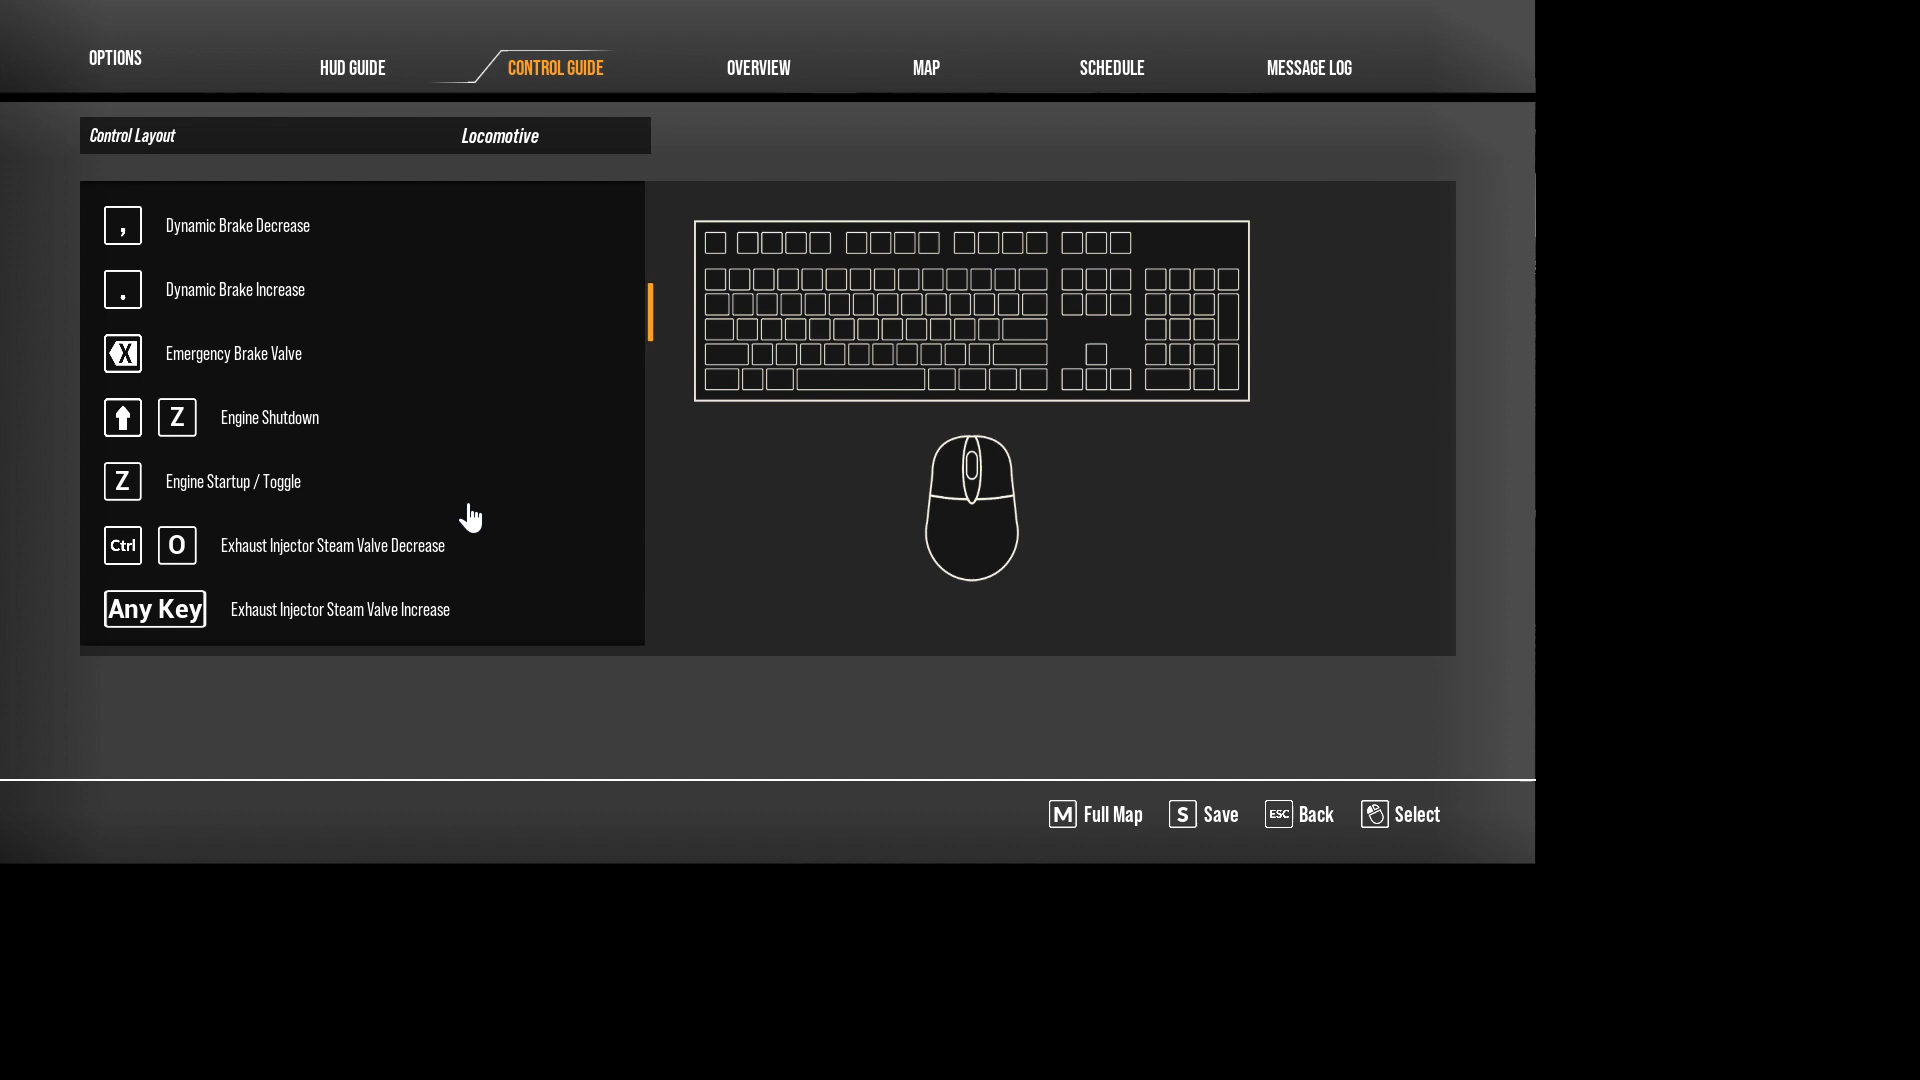 OPTIONS
HUD GUIDE
CONTROL GUIDE
OVERVIEW
MAP
SCHEDULE
MESSAGE LOG
Control Layout
Locomotive
, Dynamic Brake Decrease
. Dynamic Brake Increase
X Emergency Brake Valve
Z Engine Shutdown
Z Engine Startup / Toggle
Ctrl O Exhaust Injector Steam Valve Decrease
Any Key Exhaust Injector Steam Valve Increase
M Full Map
S Save
ESC Back
Select